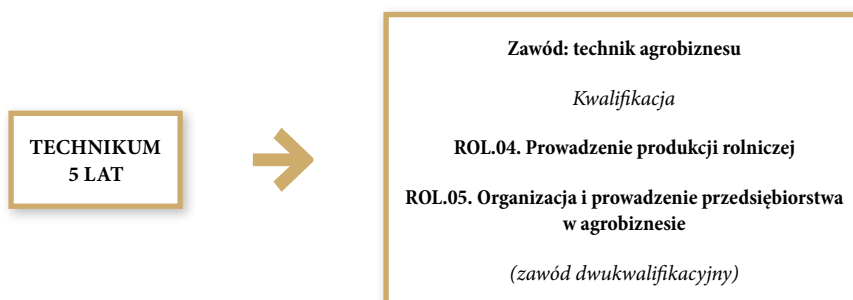 TECHNIKUM
5 LAT
Zawód: technik agrobiznesu
Kwalifikacja
ROL.04. Prowadzenie produkcji rolniczej
ROL.05. Organizacja i prowadzenie przedsiębiorstwa
w agrobiznesie
(zawód dwukwalifikacyjny)